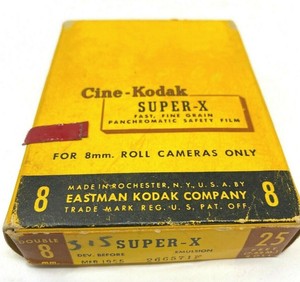 Cine-Kodak
SUPER-X
FAST, FINE GRAIN
PANCHROMATIC SAFETY FILM
FOR 8mm. ROLL CAMERAS ONLY
8 MADE IN ROCHESTER, N. Y., U. S. A. BY 8
EASTMAN KODAK COMPANY
TRADE MARK REG. U. S. PAT. OFF.
DOUBLE
8
mm
SUPER-X
25
DEV. BEFORE EMULSION